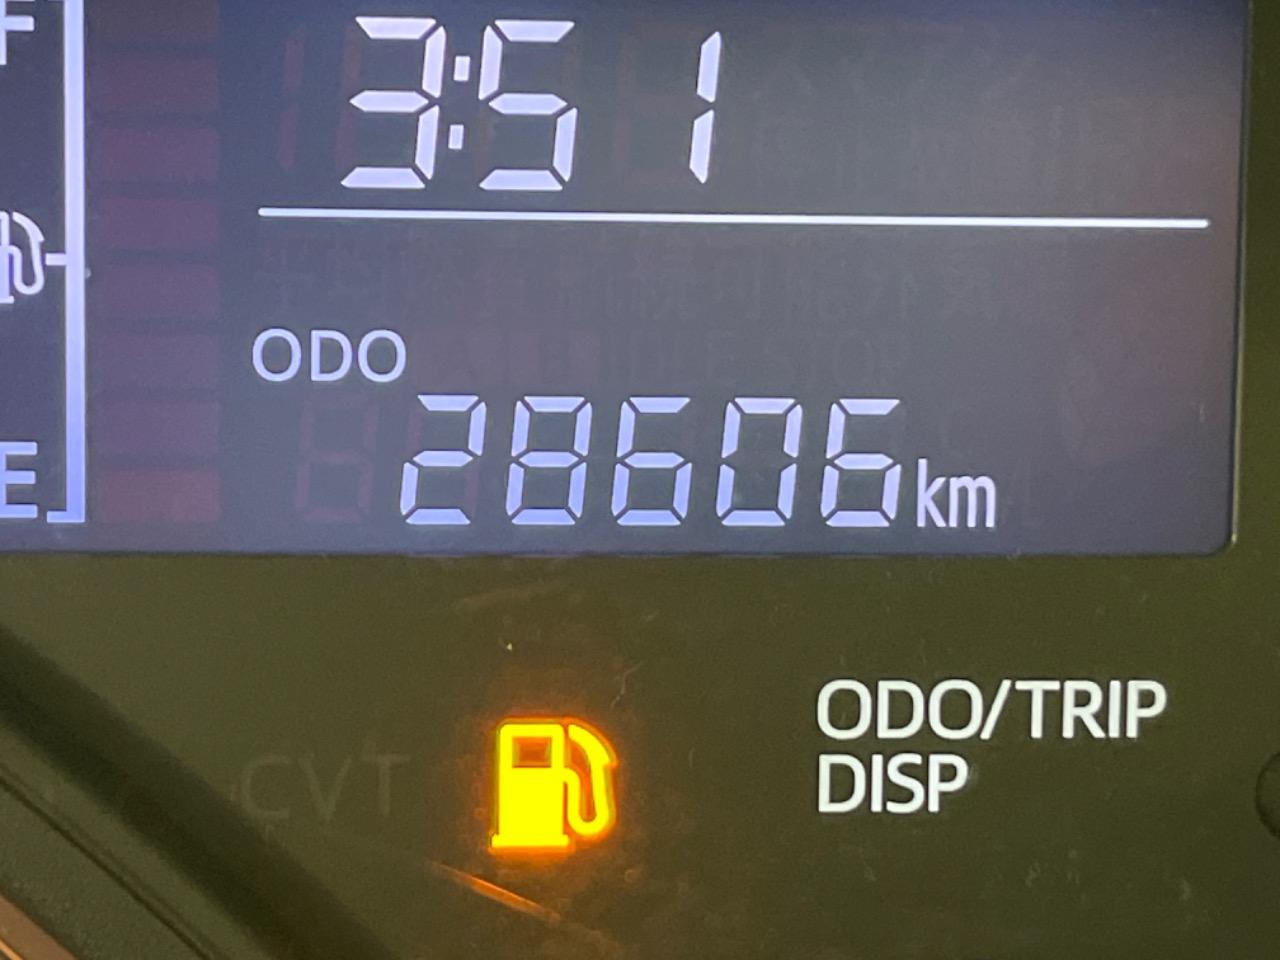 F
3:51
ODO
28606km
E
ODO/TRIP
DISP
CVT